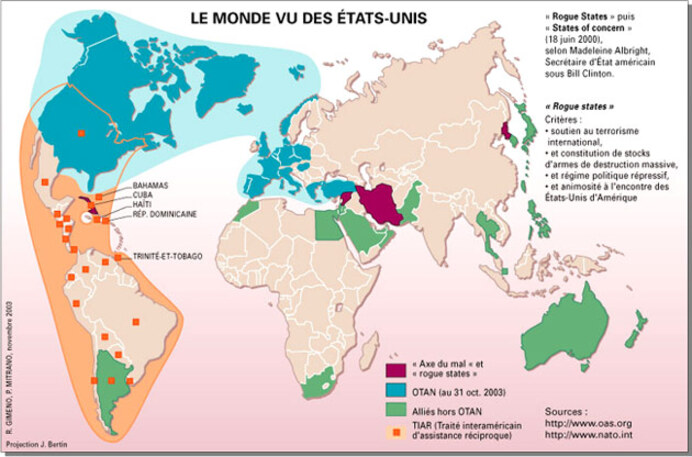 LE MONDE VU DES ÉTATS-UNIS
« Rogue States » puis
« States of concern »
(18 juin 2000),
selon Madeleine Albright,
Secrétaire d'État américain
sous Bill Clinton.
« Rogue states »
Critères :
• soutien au terrorisme
international,
• et constitution de stocks
d'armes de destruction massive,
• et régime politique répressif,
• et animosité à l'encontre des
États-Unis d'Amérique
BAHAMAS
CUBA
HAÏTI
RÉP. DOMINICAINE
TRINITÉ-ET-TOBAGO
« Axe du mal » et
« rogue states »
OTAN (au 31 oct. 2003)
Alliés hors OTAN
TIAR (Traité interaméricain
d'assistance réciproque)
Sources :
http://www.oas.org
http://www.nato.int
R. GIMENO, P. MITRANO, novembre 2003
Projection J. Bertin